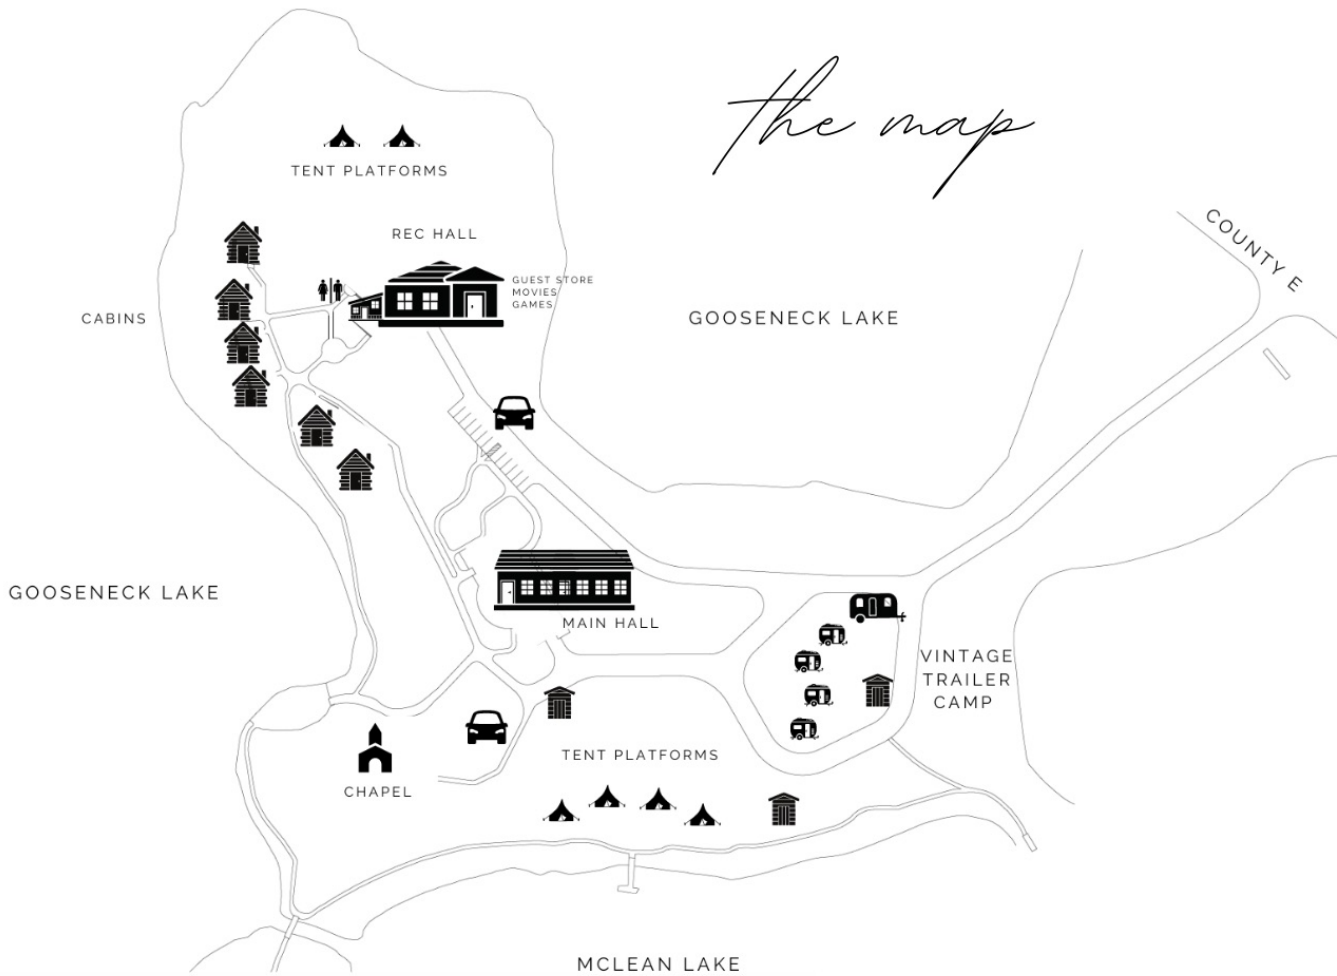 the map
TENT PLATFORMS
COUNTY E
REC HALL
GUEST STORE
MOVIES
GAMES
CABINS
GOOSENECK LAKE
GOOSENECK LAKE
MAIN HALL
VINTAGE
TRAILER
CAMP
TENT PLATFORMS
CHAPEL
MCLEAN LAKE